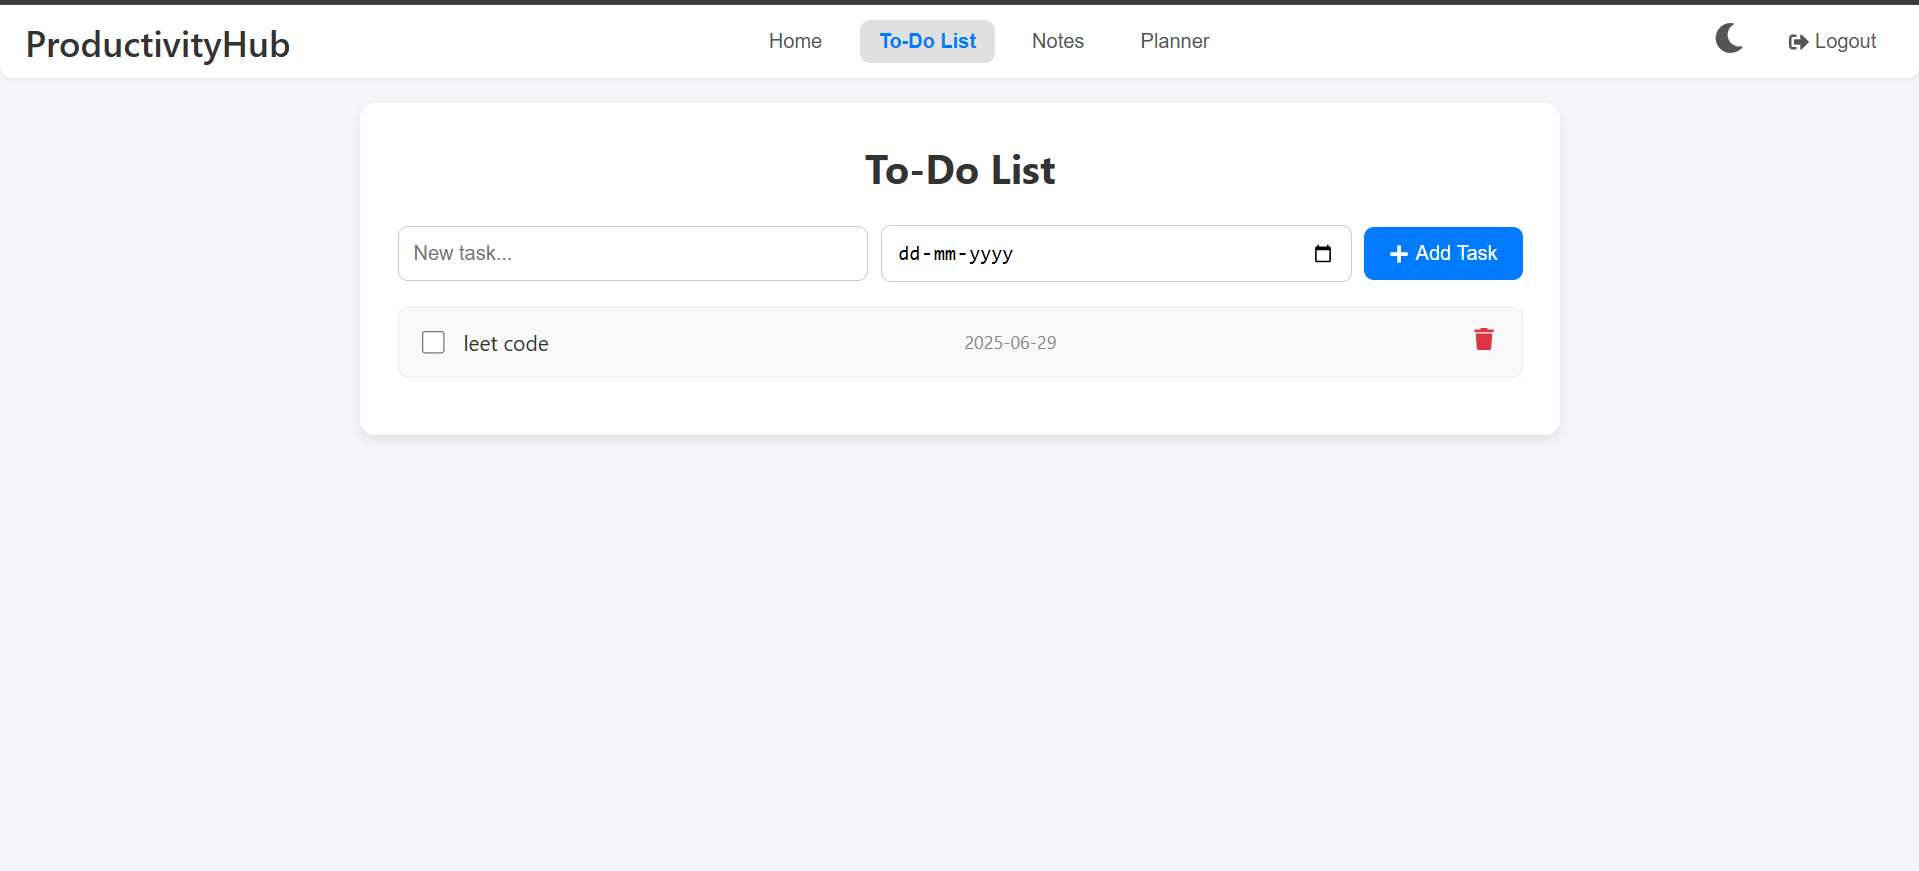 ProductivityHub
Home To-Do List Notes Planner
Logout
To-Do List
New task... dd-mm-yyyy Add Task
leet code 2025-06-29